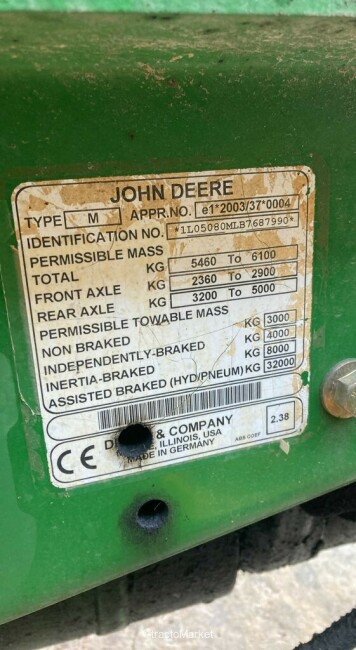 JOHN DEERE
TYPE M APPR.NO. e1*2003/37*0004
IDENTIFICATION NO. *1L05080MLB7687990*
PERMISSIBLE MASS
TOTAL KG 5460 To 6100
FRONT AXLE KG 2360 To 2900
REAR AXLE KG 3200 To 5000
PERMISSIBLE TOWABLE MASS
NON BRAKED KG 3000
INDEPENDENTLY-BRAKED KG 4000
INERTIA-BRAKED KG 8000
ASSISTED BRAKED (HYD/PNEUM) KG 32000
& COMPANY
ILLINOIS, USA
MADE IN GERMANY
CE
2.38
TractoMarket